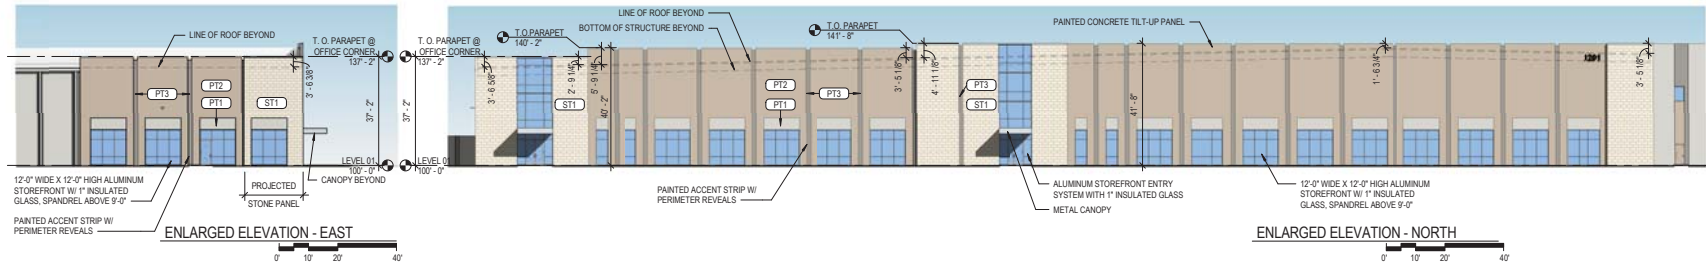 LINE OF ROOF BEYOND
T. O. PARAPET @
OFFICE CORNER
137' - 2"
3' - 6 3/8"
PT3
PT2
PT1
ST1
37' - 2"
LEVEL 01
100' - 0"
CANOPY BEYOND
PROJECTED
STONE PANEL
12'-0" WIDE X 12'-0" HIGH ALUMINUM
STOREFRONT W/ 1" INSULATED
GLASS, SPANDREL ABOVE 9'-0"
PAINTED ACCENT STRIP W/
PERIMETER REVEALS
ENLARGED ELEVATION - EAST
0' 10' 20' 40'
T. O. PARAPET @
OFFICE CORNER
137' - 2"
37' - 2"
LEVEL 01
100' - 0"
LINE OF ROOF BEYOND
BOTTOM OF STRUCTURE BEYOND
T.O.PARAPET
140' - 2"
T.O.PARAPET
141' - 8"
PAINTED CONCRETE TILT-UP PANEL
3' - 6 5/8"
2' - 9 1/4"
5' - 9 1/4"
40' - 2"
ST1
PT2
PT1
PT3
3' - 5 1/8"
4' - 11 1/8"
PT3
ST1
41' - 8"
1' - 6 3/4"
1201
3' - 5 1/8"
PAINTED ACCENT STRIP W/
PERIMETER REVEALS
ALUMINUM STOREFRONT ENTRY
SYSTEM WITH 1" INSULATED GLASS
METAL CANOPY
12'-0" WIDE X 12'-0" HIGH ALUMINUM
STOREFRONT W/ 1" INSULATED
GLASS, SPANDREL ABOVE 9'-0"
ENLARGED ELEVATION - NORTH
0' 10' 20' 40'